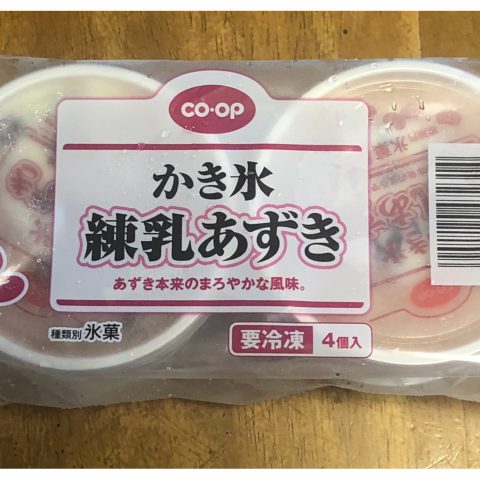 co·op
かき氷
練乳あずき
あずき本来のまろやかな風味。
種類別 氷菓
要冷凍 4個入